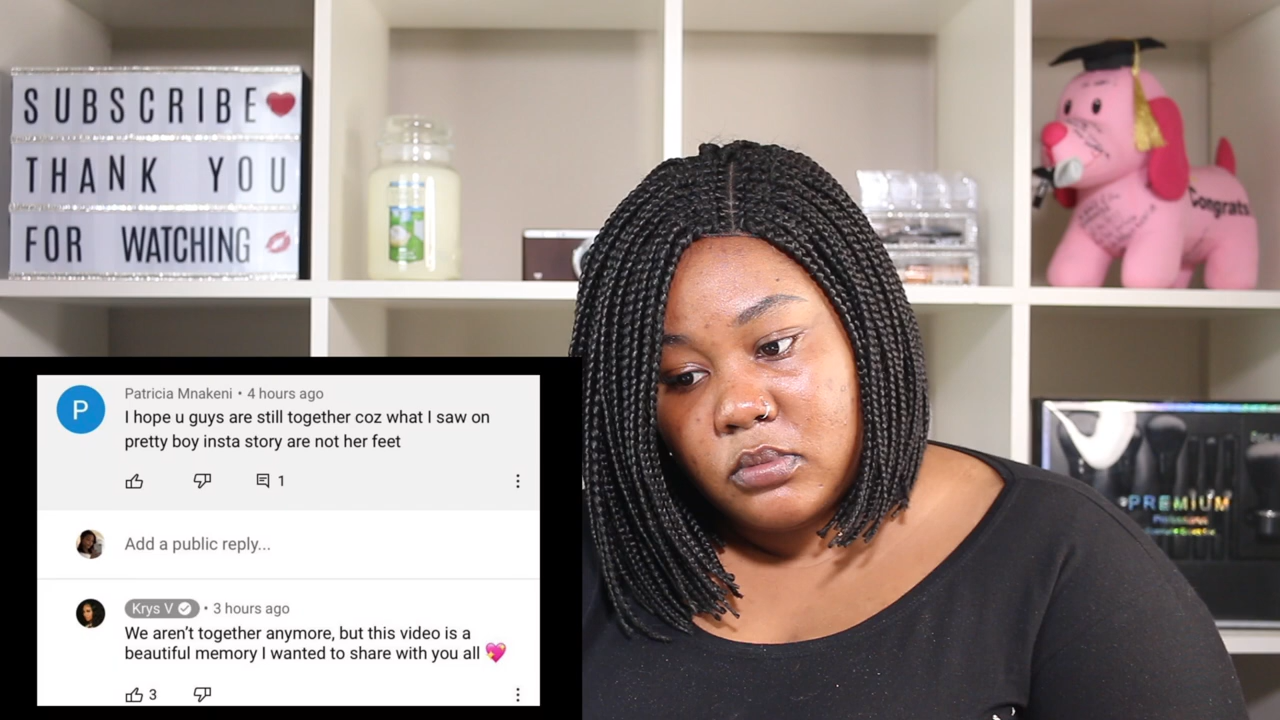 SUBSCRIBE
THANK YOU
FOR WATCHING
Congrats
PREMIUM
P
Patricia Mnakeni • 4 hours ago
I hope u guys are still together coz what I saw on
pretty boy insta story are not her feet
1
Add a public reply...
Krys V • 3 hours ago
We aren’t together anymore, but this video is a
beautiful memory I wanted to share with you all 💖
3